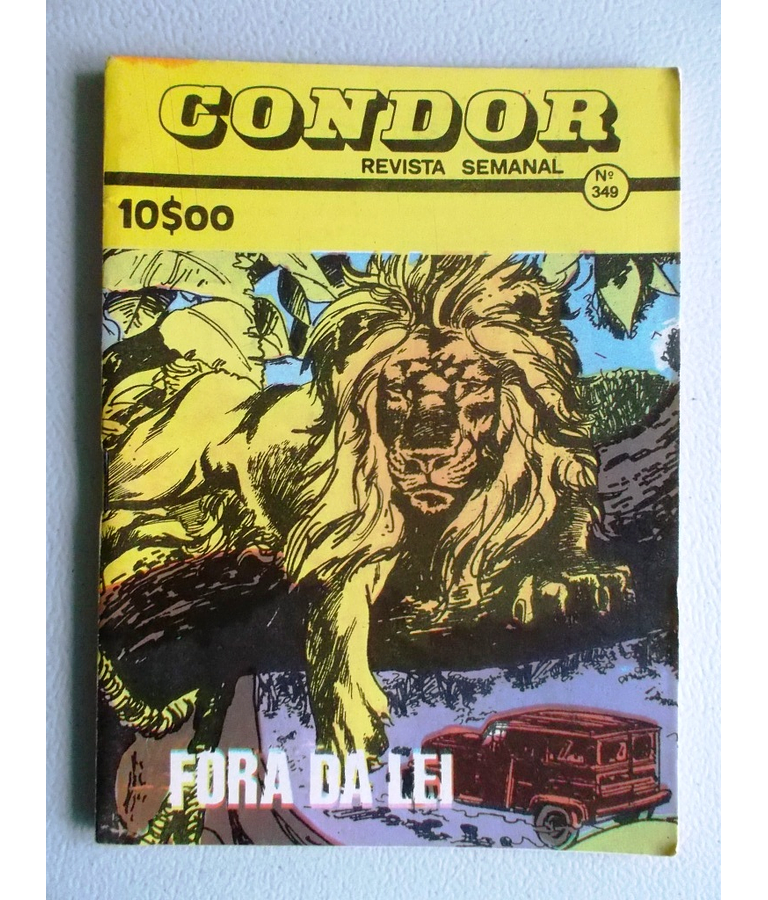 CONDOR
REVISTA SEMANAL
Nº
349
10$00
FORA DA LEI